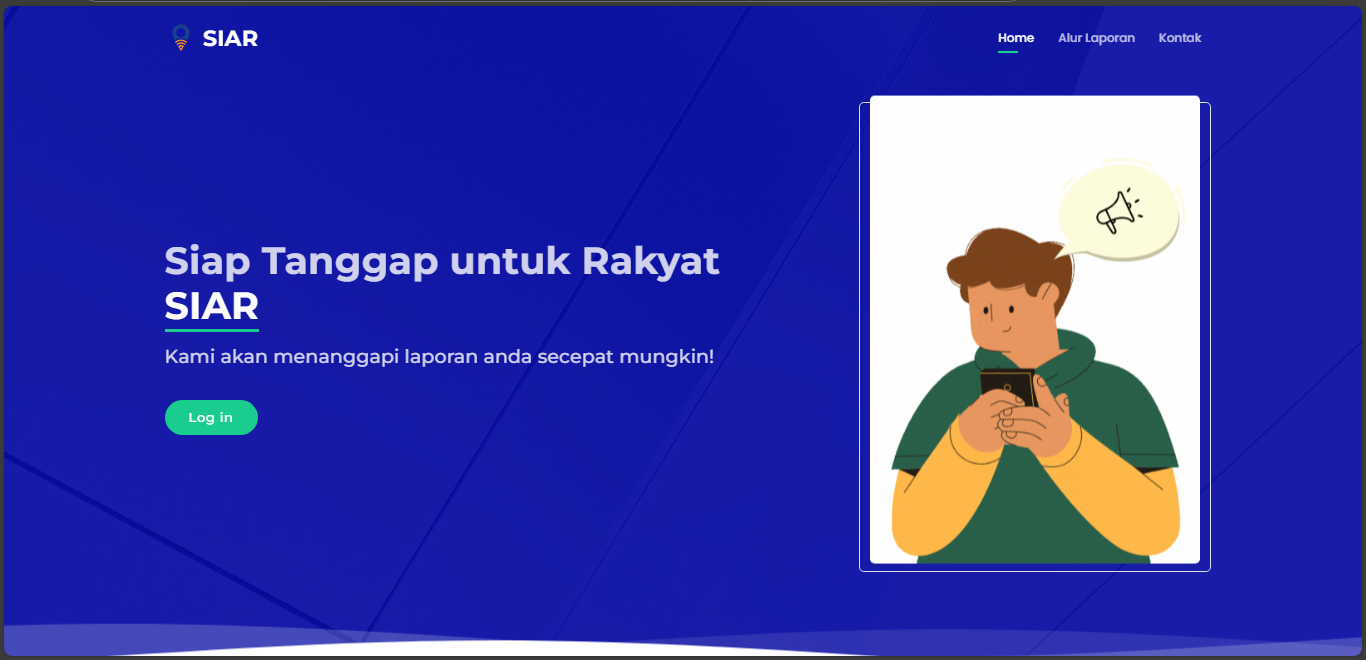 SIAR
Home Alur Laporan Kontak
Siap Tanggap untuk Rakyat
SIAR
Kami akan menanggapi laporan anda secepat mungkin!
Log in